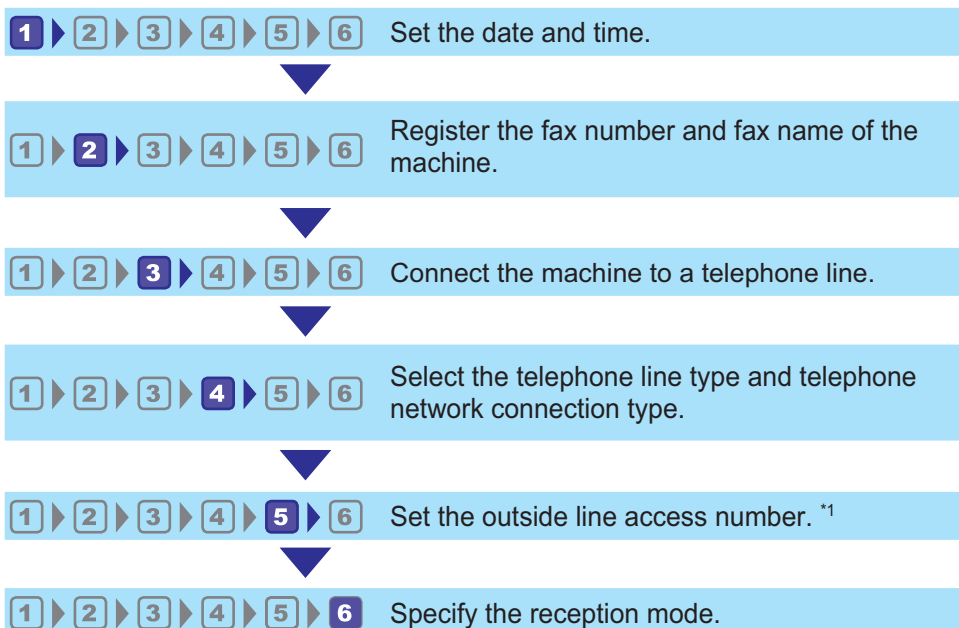 1 2 3 4 5 6 Set the date and time.
1 2 3 4 5 6 Register the fax number and fax name of the
machine.
1 2 3 4 5 6 Connect the machine to a telephone line.
1 2 3 4 5 6 Select the telephone line type and telephone
network connection type.
1 2 3 4 5 6 Set the outside line access number. *1
1 2 3 4 5 6 Specify the reception mode.